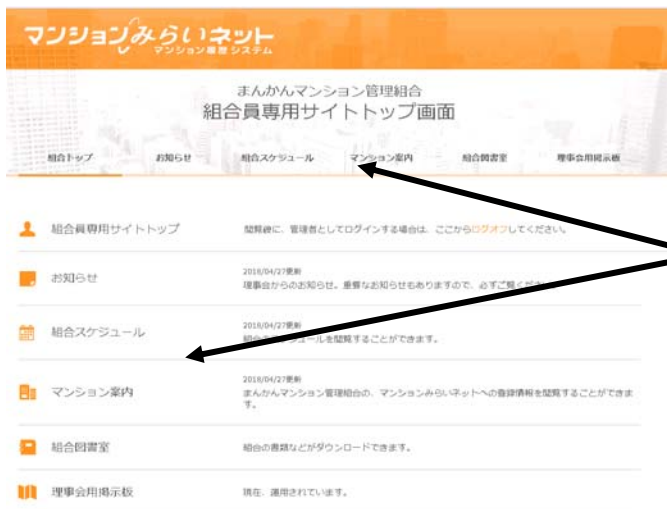 マンションみらいネット
マンション履歴システム
まんかんマンション管理組合
組合員専用サイトトップ画面
組合トップ お知らせ 組合スケジュール マンション案内 組合図書室 理事会用掲示板
組合員専用サイトトップ 閲覧後に、管理者としてログインする場合は、ここからログオフしてください。
2018/04/27更新
お知らせ 理事会からのお知らせ。重要なお知らせもありますので、必ずご覧くだ
2018/04/27更新
組合スケジュール ールを閲覧することができます。
2018/04/27更新
マンション案内 まんかんマンション管理組合の、マンションみらいネットへの登録情報を閲覧することができま
す。
組合図書室 組合の書類などがダウンロードできます。
理事会用掲示板 現在、運用されています。